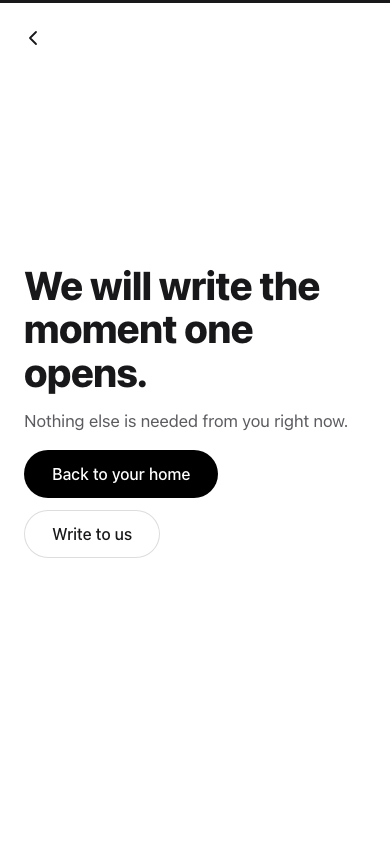 We will write the
moment one
opens.
Nothing else is needed from you right now.
Back to your home
Write to us